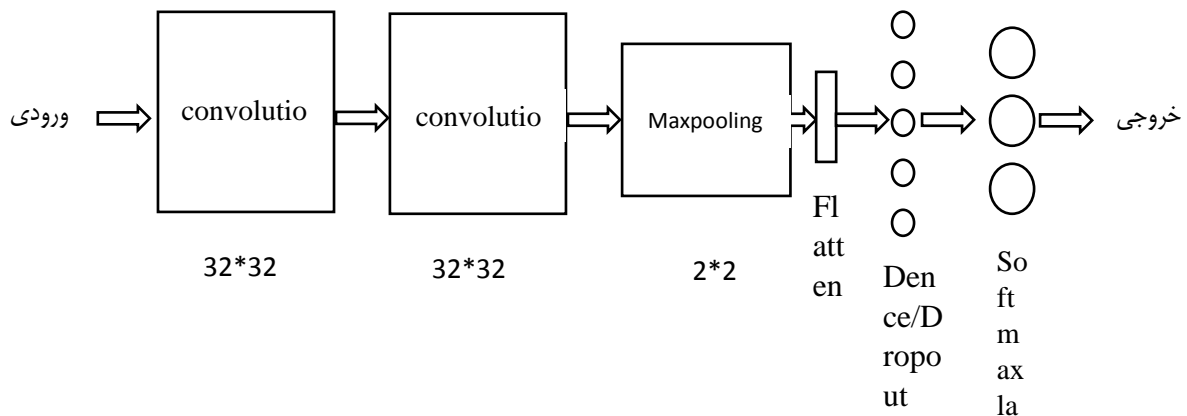 ورودی
convolutio
convolutio
Maxpooling
خروجی
32*32
32*32
2*2
Fl
att
en
Den
ce/D
ropo
ut
So
ft
m
ax
la